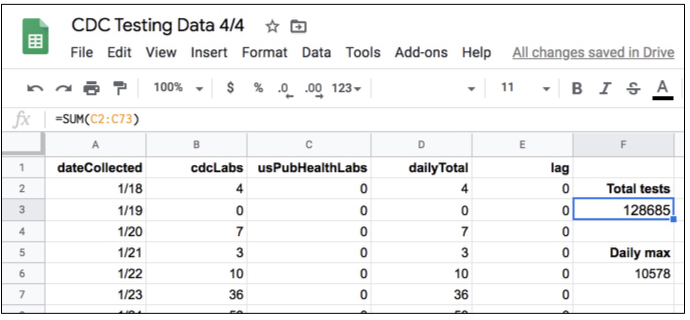 CDC Testing Data 4/4
File Edit View Insert Format Data Tools Add-ons Help All changes saved in Drive
100% $ % .0 .00 123 11 B I S A
fx =SUM(C2:C73)
A B C D E F
1 dateCollected cdcLabs usPubHealthLabs dailyTotal lag
2 1/18 4 0 4 0 Total tests
3 1/19 0 0 0 0 128685
4 1/20 7 0 7 0
5 1/21 3 0 3 0 Daily max
6 1/22 10 0 10 0 10578
7 1/23 36 0 36 0